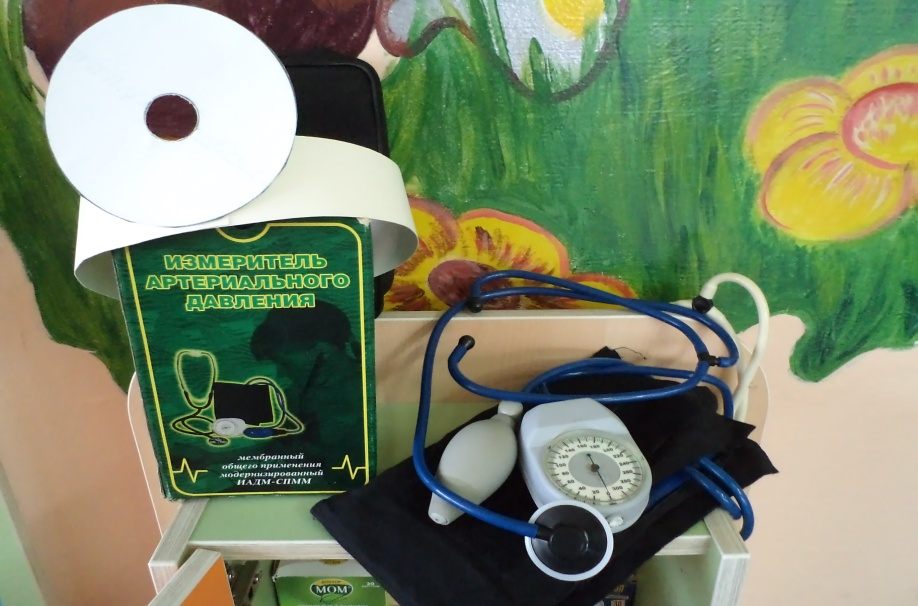 ИЗМЕРИТЕЛЬ
АРТЕРИАЛЬНОГО
ДАВЛЕНИЯ
мембранный
общего применения
модернизированный
ИАДМ-СПММ
МОМ